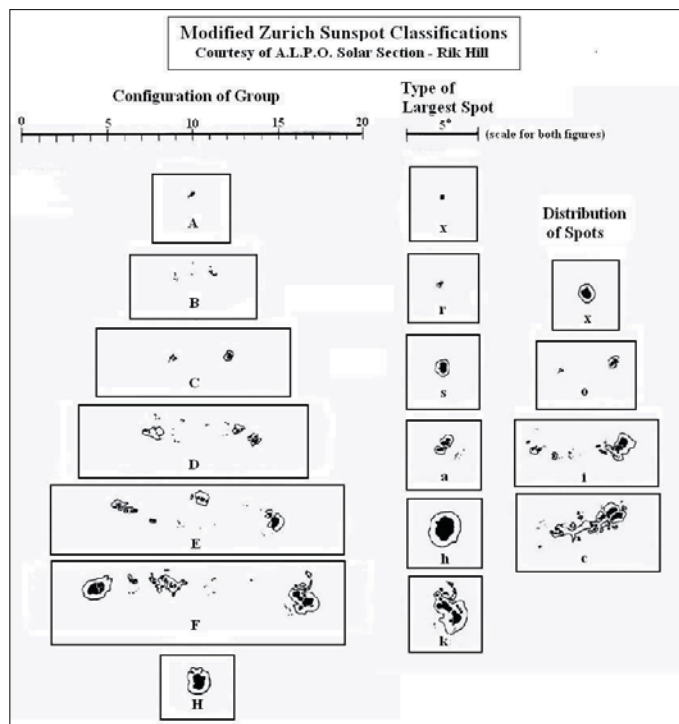 Modified Zurich Sunspot Classifications
Courtesy of A.L.P.O. Solar Section - Rik Hill
Configuration of Group
0 5 10 15 20
A
B
C
D
E
F
H
Type of
Largest Spot
5°
(scale for both figures)
x
r
s
a
h
k
Distribution
of Spots
x
o
i
c